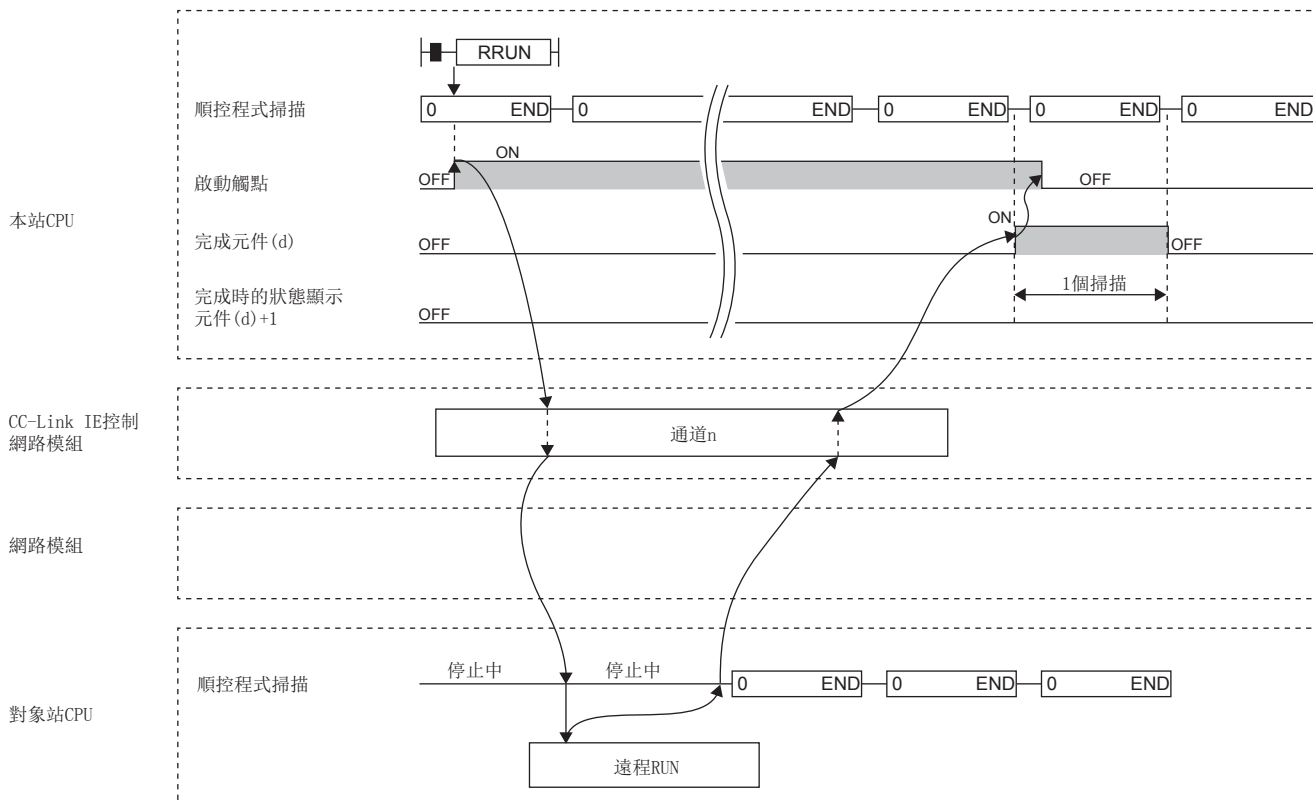 RRUN
順控程式掃描
0 END 0 END 0 END 0 END 0 END
ON
啟動觸點
OFF
OFF
本站CPU
ON
完成元件(d)
OFF
OFF
1個掃描
完成時的狀態顯示
元件(d)+1
OFF
CC-Link IE控制
網路模組
通道n
網路模組
停止中 停止中
順控程式掃描
0 END 0 END 0 END
對象站CPU
遠程RUN